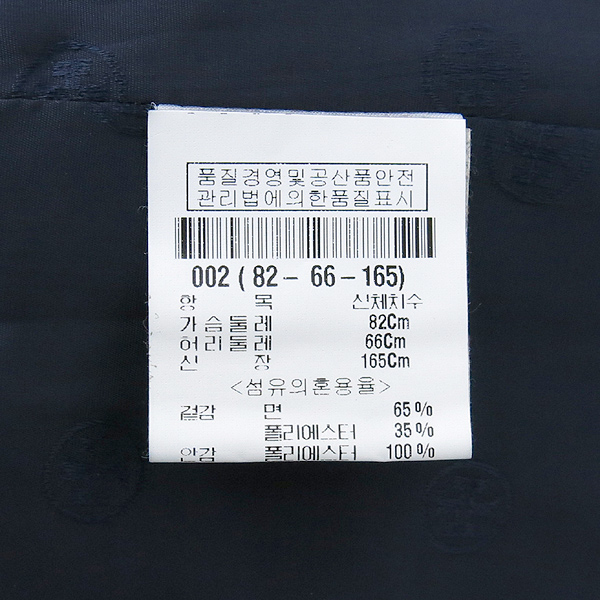 품질경영및공산품안전
관리법에의한품질표시
002 ( 82 - 66 - 165)
항 목 신체치수
가슴둘레 82Cm
허리둘레 66Cm
신 장 165Cm
<섬유의혼용율>
겉감 면 65 %
폴리에스터 35 %
안감 폴리에스터 100 %